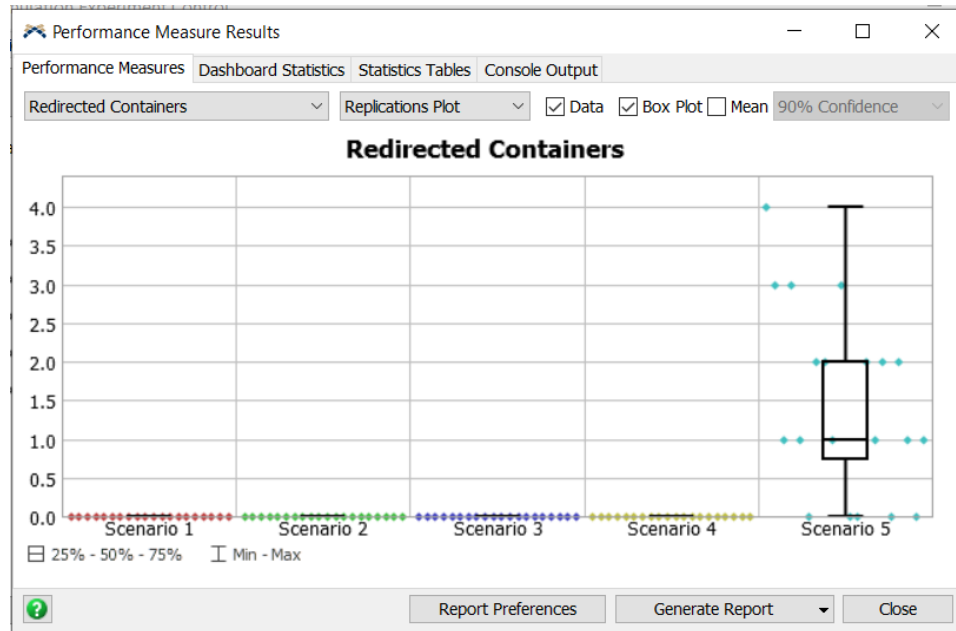 Performance Measure Results
Performance Measures Dashboard Statistics Statistics Tables Console Output
Redirected Containers Replications Plot Data Box Plot Mean 90% Confidence
Redirected Containers
4.0
3.5
3.0
2.5
2.0
1.5
1.0
0.5
0.0
Scenario 1 Scenario 2 Scenario 3 Scenario 4 Scenario 5
25% - 50% - 75% Min - Max
? Report Preferences Generate Report Close